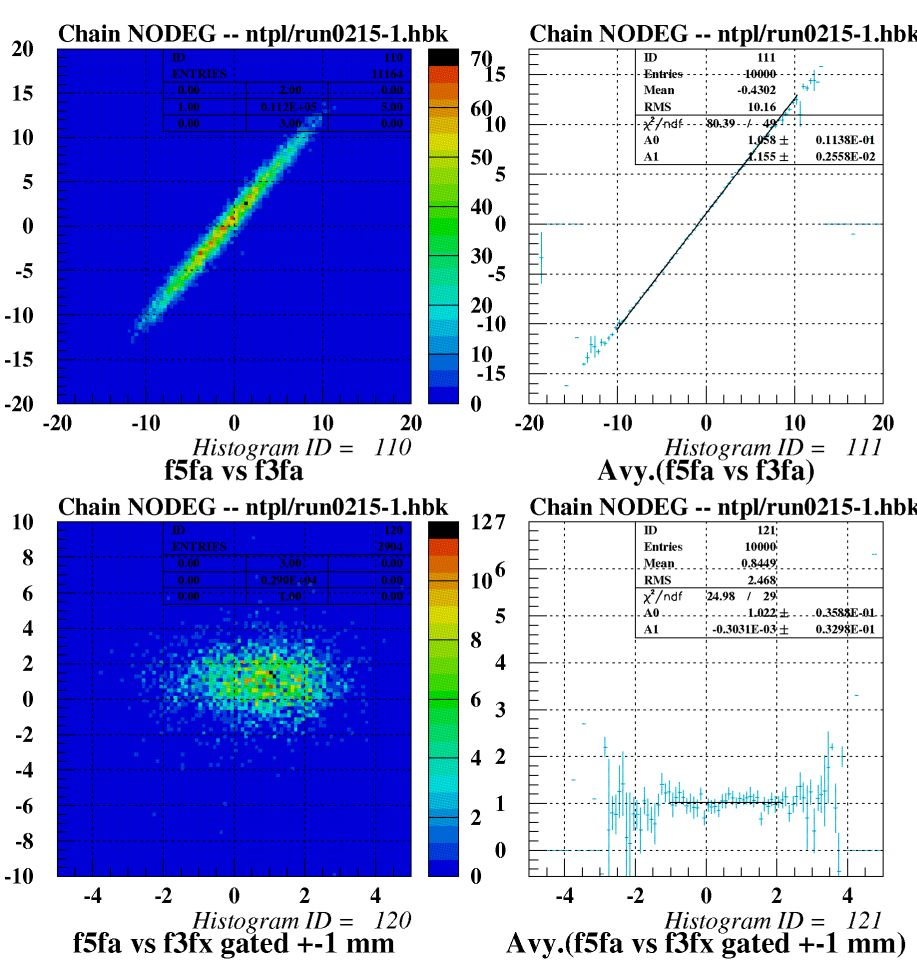 Chain NODEG -- ntpl/run0215-1.hbk
20
15
10
5
0
-5
-10
-15
-20
-20 -10 0 10 20
ID 110
ENTRIES 11164
0.00 2.00 0.00
1.00 0.112E+05 5.00
0.00 3.00 0.00
70
60
50
40
30
20
10
0
Histogram ID = 110
f5fa vs f3fa
Chain NODEG -- ntpl/run0215-1.hbk
15
10
5
0
-5
-10
-15
-20 -10 0 10 20
ID 111
Entries 10000
Mean -0.4302
RMS 10.16
χ²/ndf 80.39 / 49
A0 1.058 ± 0.1138E-01
A1 1.155 ± 0.2558E-02
Histogram ID = 111
Avy.(f5fa vs f3fa)
Chain NODEG -- ntpl/run0215-1.hbk
10
8
6
4
2
0
-2
-4
-6
-8
-10
-4 -2 0 2 4
ID 120
ENTRIES 2904
0.00 3.00 0.00
0.00 0.290E+04 0.00
0.00 1.00 0.00
12
10
8
6
4
2
0
Histogram ID = 120
f5fa vs f3fx gated +-1 mm
Chain NODEG -- ntpl/run0215-1.hbk
7
6
5
4
3
2
1
0
-4 -2 0 2 4
ID 121
Entries 10000
Mean 0.8449
RMS 2.468
χ²/ndf 24.98 / 29
A0 1.022 ± 0.3588E-01
A1 -0.3031E-03 ± 0.3298E-01
Histogram ID = 121
Avy.(f5fa vs f3fx gated +-1 mm)